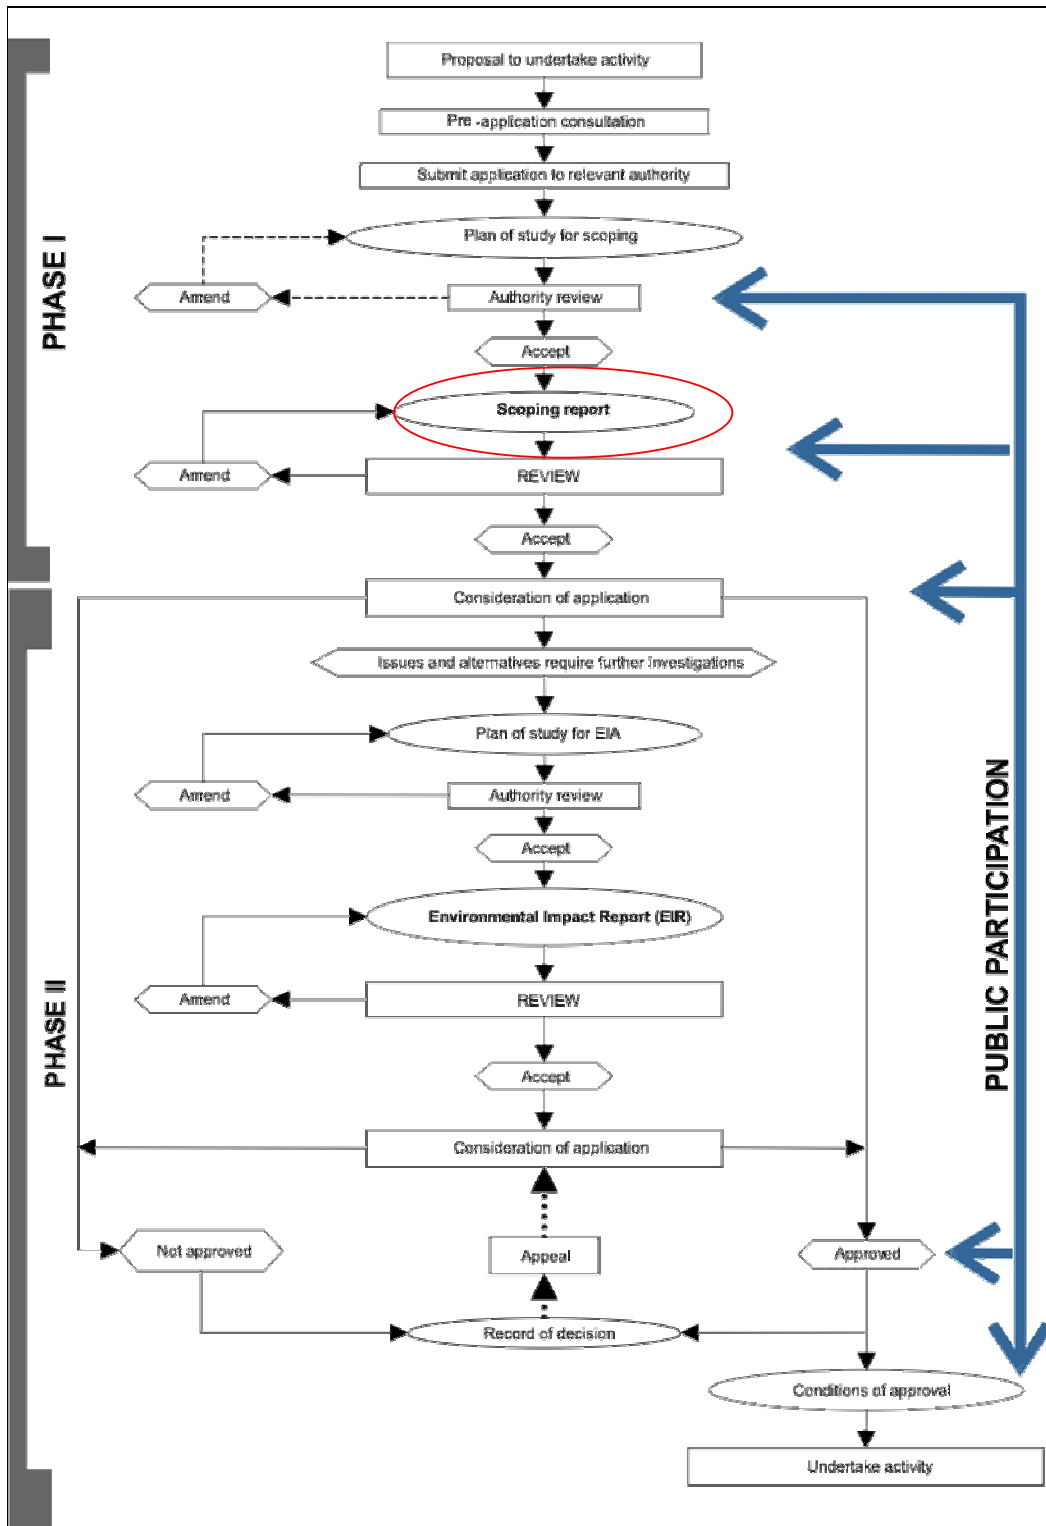 Proposal to undertake activity
Pre -application consultation
Submit application to relevant authority
PHASE I
Plan of study for scoping
Amend
Authority review
Accept
Scoping report
Amend
REVIEW
Accept
Consideration of application
Issues and alternatives require further investigations
Plan of study for EIA
Amend
Authority review
Accept
PUBLIC PARTICIPATION
Environmental Impact Report (EIR)
PHASE II
Amend
REVIEW
Accept
Consideration of application
Not approved
Appeal
Approved
Record of decision
Conditions of approval
Undertake activity